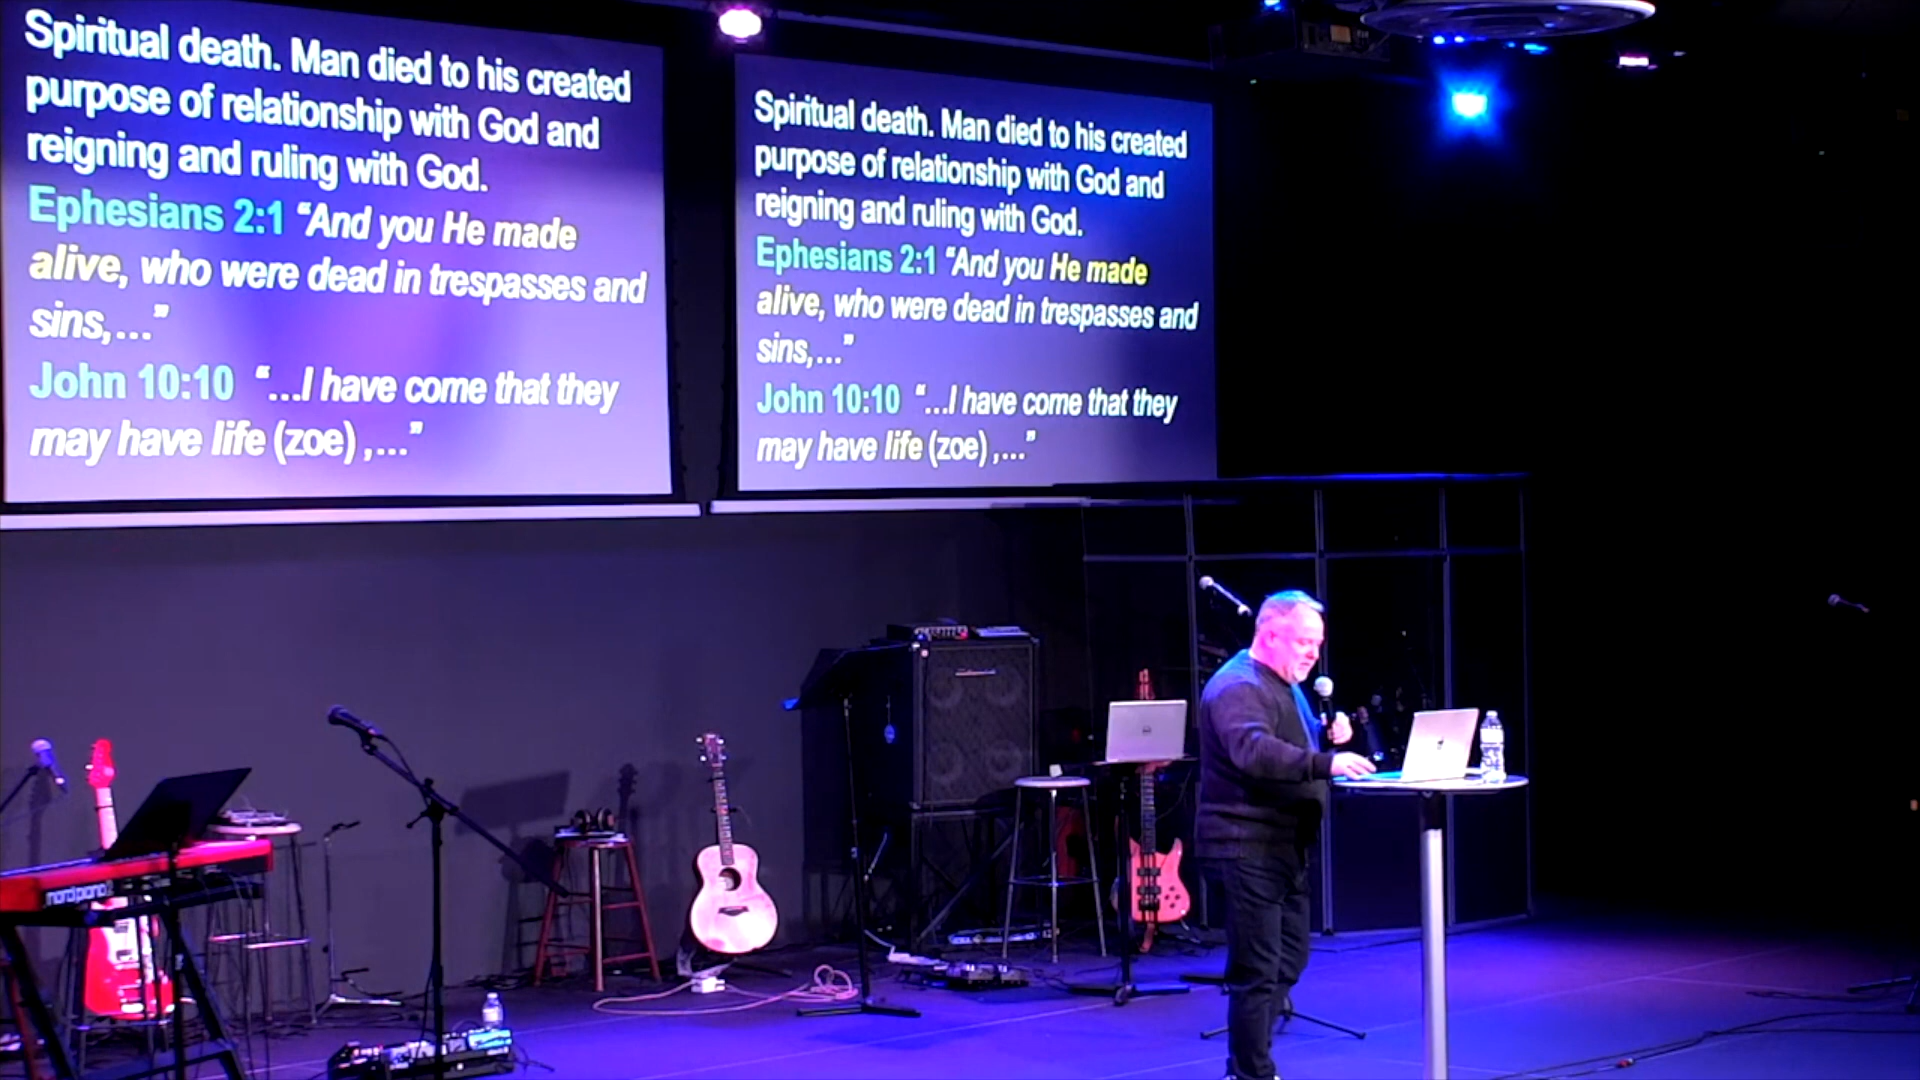 Spiritual death. Man died to his created
purpose of relationship with God and
reigning and ruling with God.
Ephesians 2:1 “And you He made
alive, who were dead in trespasses and
sins,…”
John 10:10 “…I have come that they
may have life (zoe) ,…”
Spiritual death. Man died to his created
purpose of relationship with God and
reigning and ruling with God.
Ephesians 2:1 “And you He made
alive, who were dead in trespasses and
sins,…”
John 10:10 “…I have come that they
may have life (zoe) ,…”
nord piano